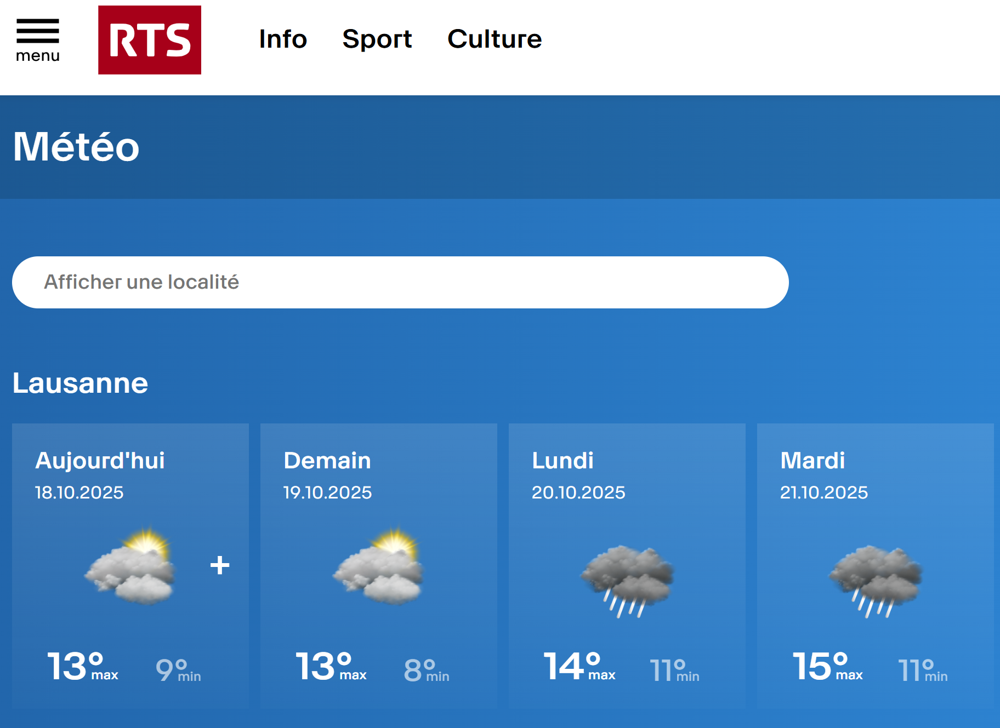 menu
RTS
Info Sport Culture
Météo
Afficher une localité
Lausanne
Aujourd'hui
18.10.2025
+
13° max 9° min
Demain
19.10.2025
13° max 8° min
Lundi
20.10.2025
14° max 11° min
Mardi
21.10.2025
15° max 11° min